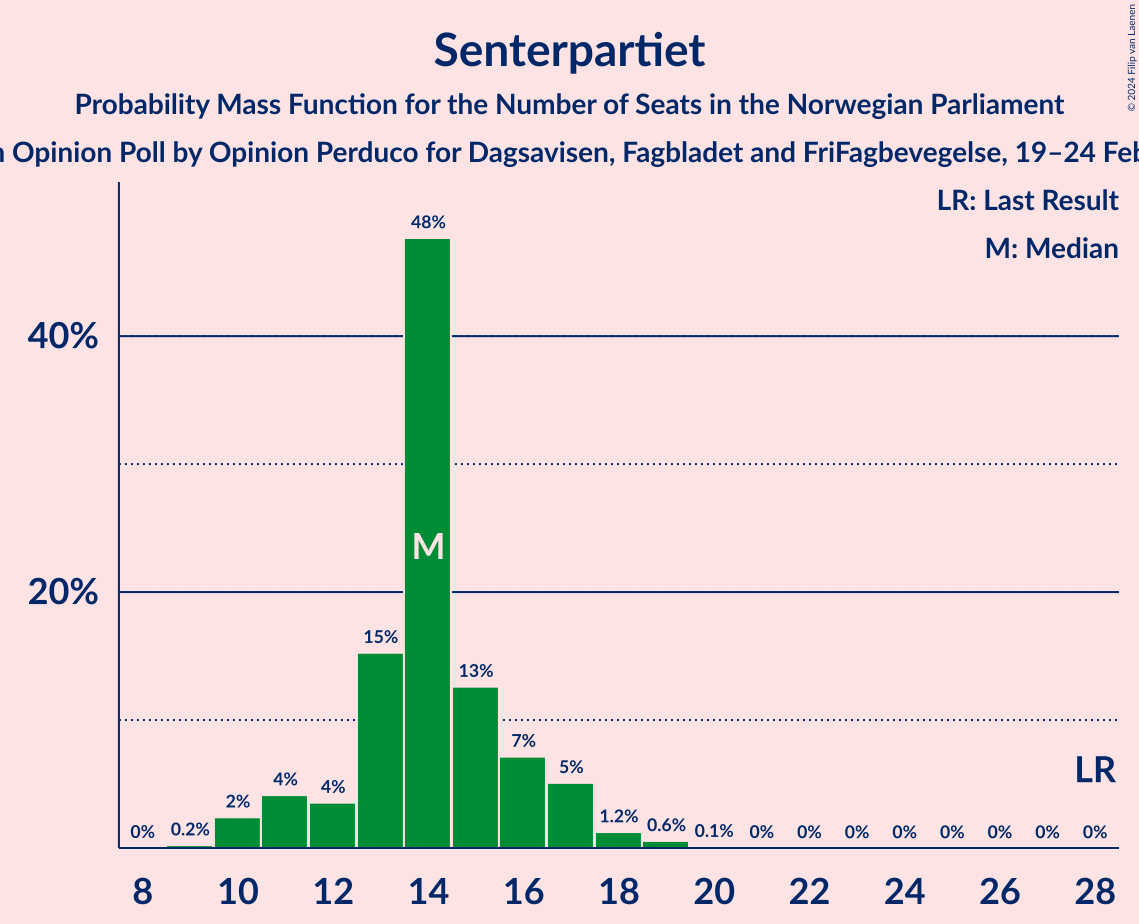 Senterpartiet
Probability Mass Function for the Number of Seats in the Norwegian Parliament
Opinion Poll by Opinion Perduco for Dagsavisen, Fagbladet and FriFagbevegelse, 19–24 Feb
© 2024 Filip van Laenen
LR: Last Result
M: Median
48%
40%
M
20%
15%
13%
7%
5%
4%
4%
2%
1.2%
0.6%
0.2%
0.1%
0%
0%
0%
0%
0%
0%
0%
0%
0%
LR
8 10 12 14 16 18 20 22 24 26 28